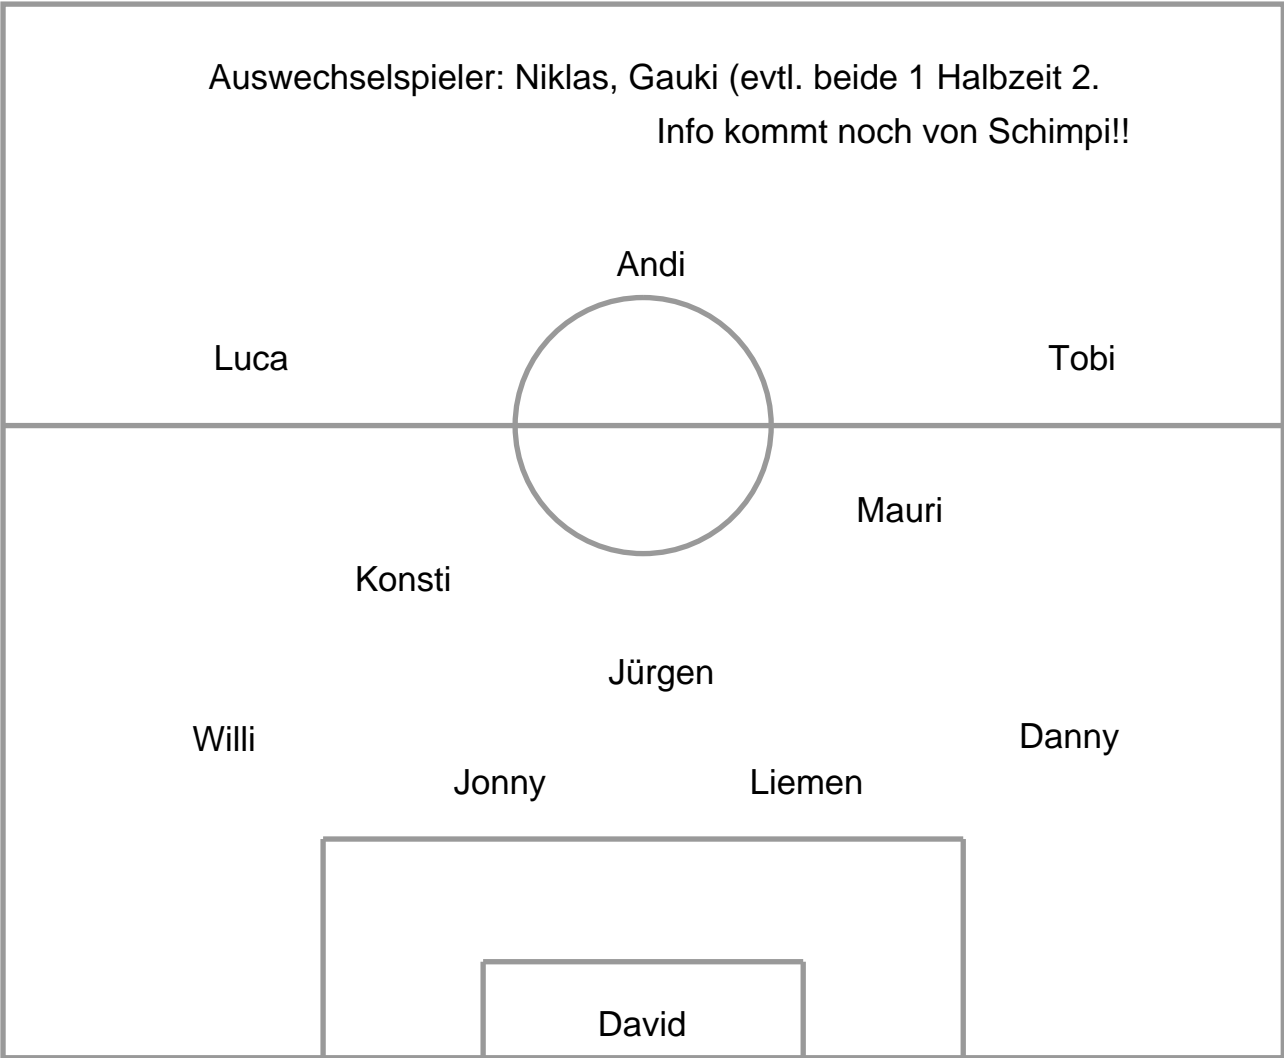 Auswechselspieler: Niklas, Gauki (evtl. beide 1 Halbzeit 2.
Info kommt noch von Schimpi!!
Andi
Luca Tobi
Mauri
Konsti
Jürgen
Willi Danny
Jonny Liemen
David